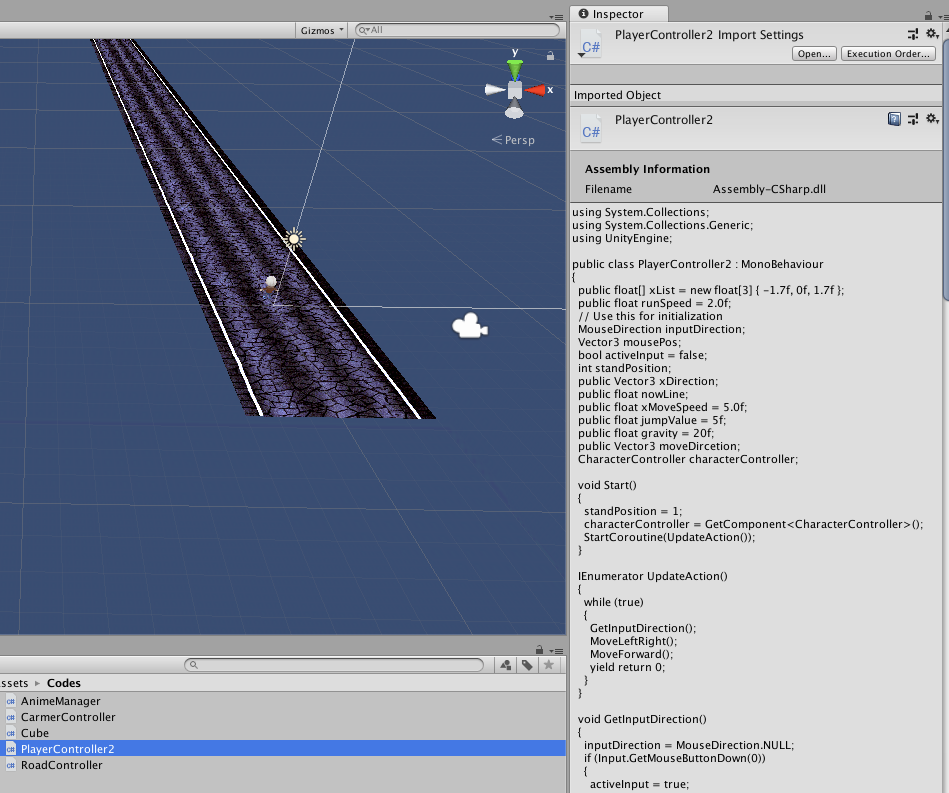 Gizmos
All
y
x
Persp
ssets ▸ Codes
AnimeManager
CarmerController
Cube
PlayerController2
RoadController
Inspector
C#
PlayerController2 Import Settings
Open...
Execution Order...
Imported Object
C#
PlayerController2
Assembly Information
Filename Assembly-CSharp.dll
using System.Collections;
using System.Collections.Generic;
using UnityEngine;
public class PlayerController2 : MonoBehaviour
{
public float[] xList = new float[3] { -1.7f, 0f, 1.7f };
public float runSpeed = 2.0f;
// Use this for initialization
MouseDirection inputDirection;
Vector3 mousePos;
bool activeInput = false;
int standPosition;
public Vector3 xDirection;
public float nowLine;
public float xMoveSpeed = 5.0f;
public float jumpValue = 5f;
public float gravity = 20f;
public Vector3 moveDircetion;
CharacterController characterController;
void Start()
{
standPosition = 1;
characterController = GetComponent<CharacterController>();
StartCoroutine(UpdateAction());
}
IEnumerator UpdateAction()
{
while (true)
{
GetInputDirection();
MoveLeftRight();
MoveForward();
yield return 0;
}
}
void GetInputDirection()
{
inputDirection = MouseDirection.NULL;
if (Input.GetMouseButtonDown(0))
{
activeInput = true;